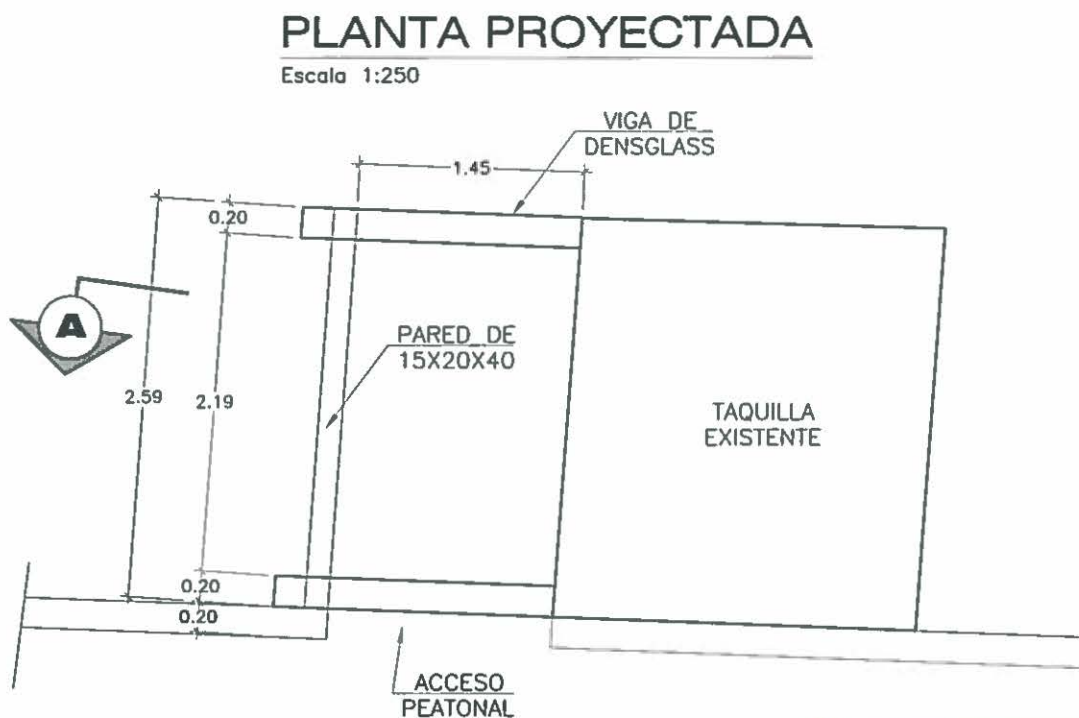 PLANTA PROYECTADA
Escala 1:250
VIGA DE
DENSGLASS
1.45
0.20
A
PARED DE
15X20X40
2.59
2.19
TAQUILLA
EXISTENTE
0.20
0.20
ACCESO
PEATONAL